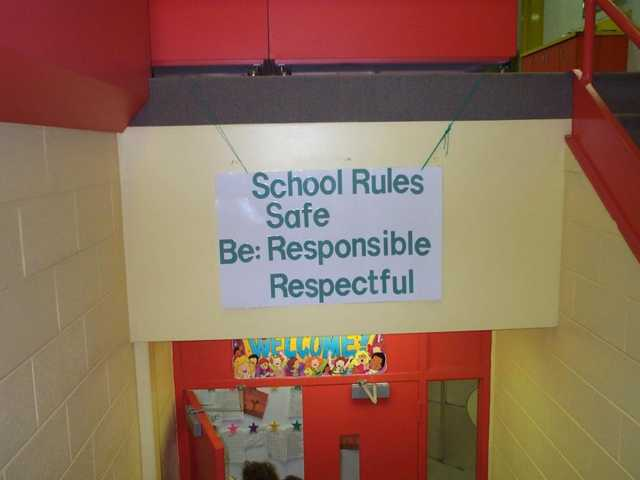 School Rules
Safe
Be: Responsible
Respectful
WELCOME!